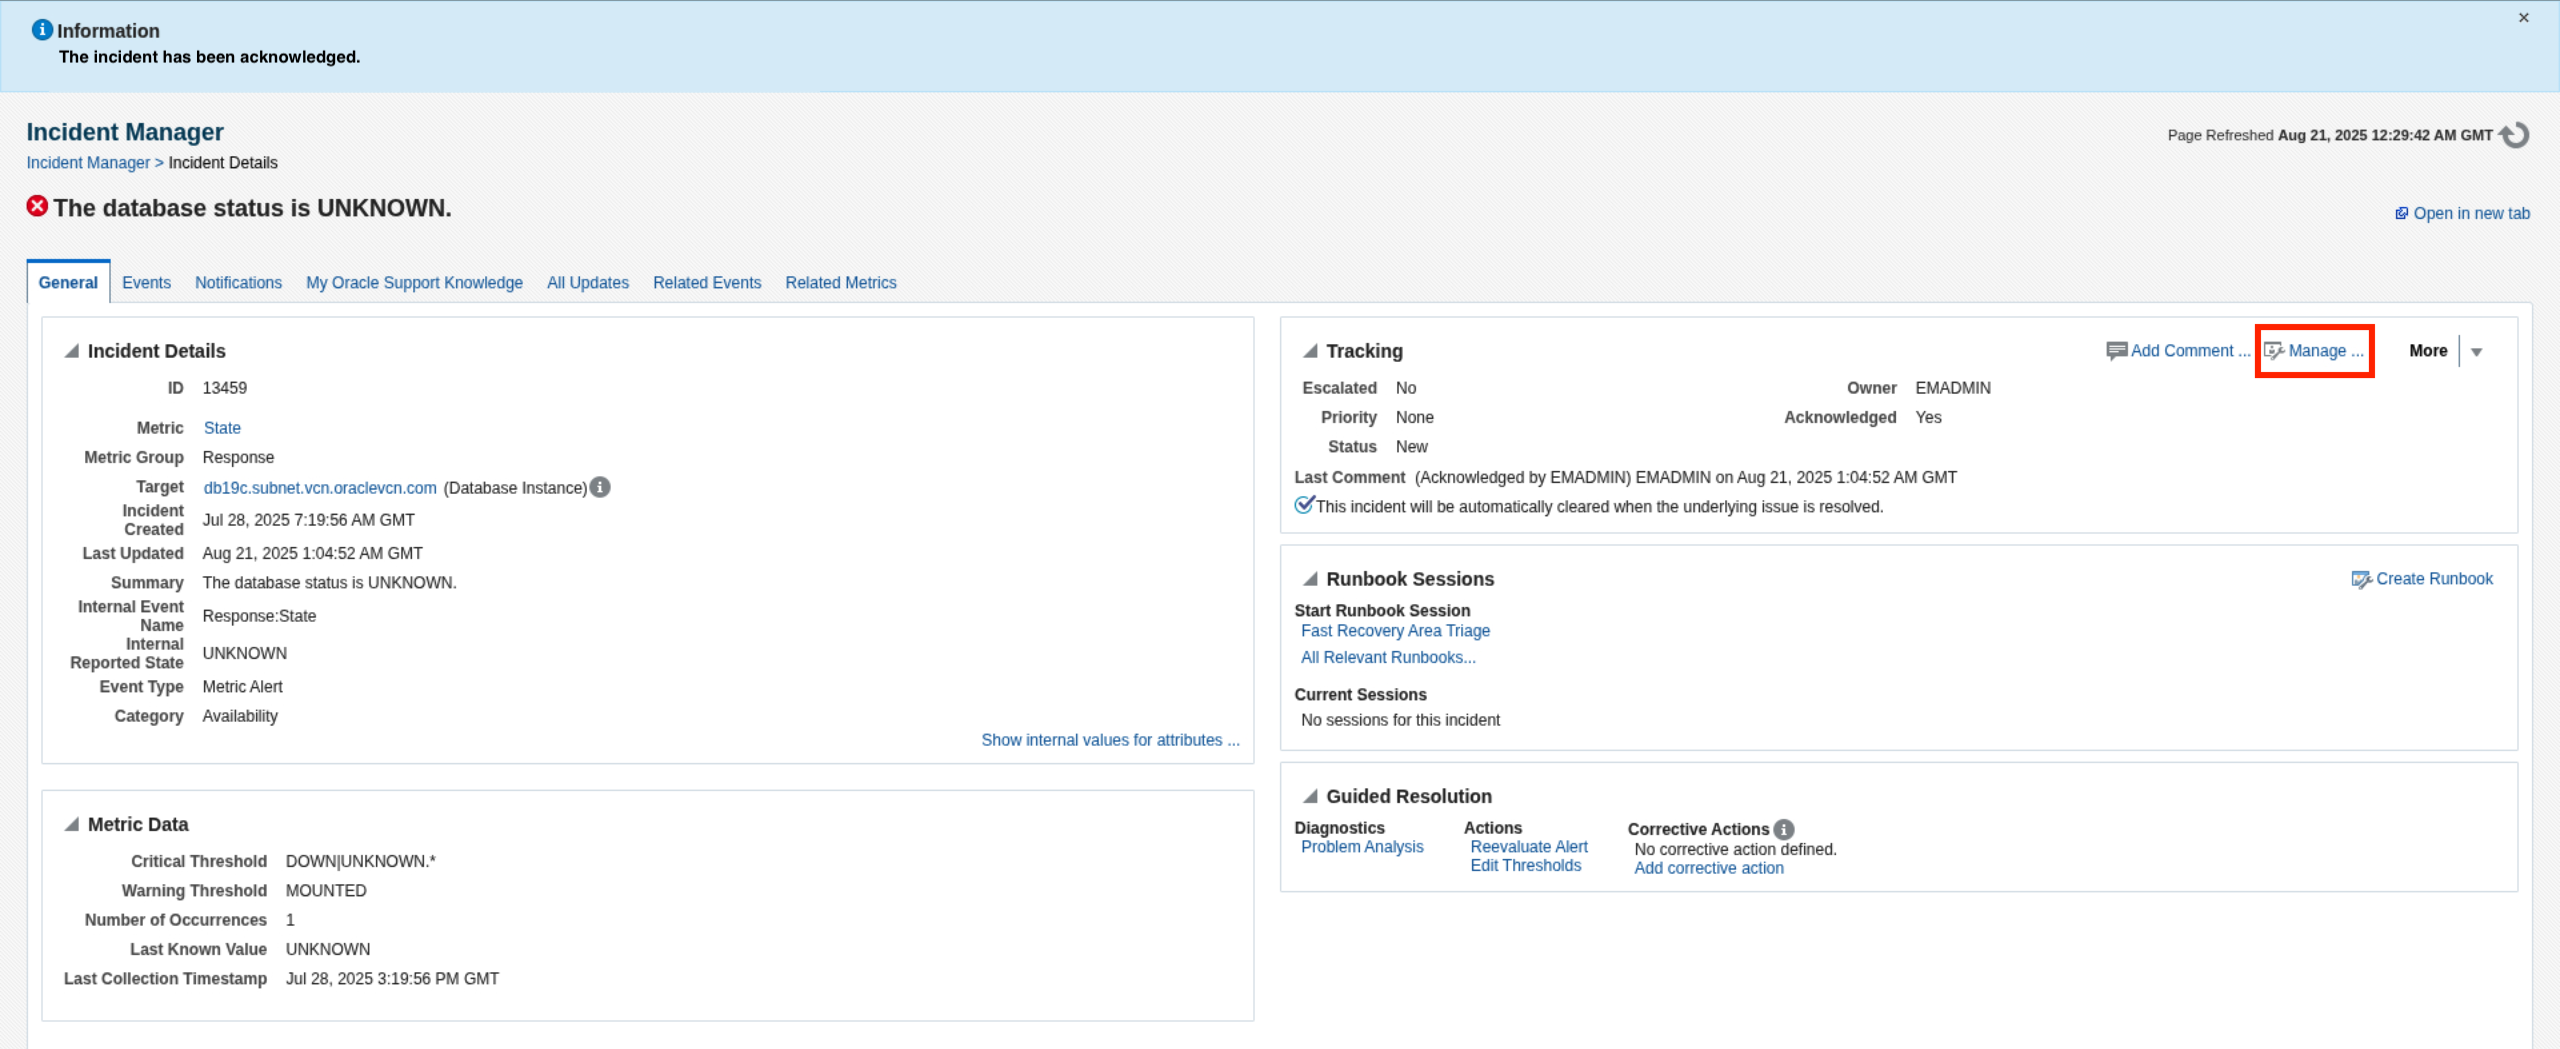 Information
The incident has been acknowledged.
×
Incident Manager
Page Refreshed Aug 21, 2025 12:29:42 AM GMT
Incident Manager > Incident Details
The database status is UNKNOWN.
Open in new tab
General Events Notifications My Oracle Support Knowledge All Updates Related Events Related Metrics
Incident Details
ID 13459
Metric State
Metric Group Response
Target db19c.subnet.vcn.oraclevcn.com (Database Instance)
Incident Created Jul 28, 2025 7:19:56 AM GMT
Last Updated Aug 21, 2025 1:04:52 AM GMT
Summary The database status is UNKNOWN.
Internal Event Name Response:State
Internal Reported State UNKNOWN
Event Type Metric Alert
Category Availability
Show internal values for attributes ...
Metric Data
Critical Threshold DOWN|UNKNOWN.*
Warning Threshold MOUNTED
Number of Occurrences 1
Last Known Value UNKNOWN
Last Collection Timestamp Jul 28, 2025 3:19:56 PM GMT
Tracking
Add Comment ... Manage ... More
Escalated No Owner EMADMIN
Priority None Acknowledged Yes
Status New
Last Comment (Acknowledged by EMADMIN) EMADMIN on Aug 21, 2025 1:04:52 AM GMT
This incident will be automatically cleared when the underlying issue is resolved.
Runbook Sessions
Create Runbook
Start Runbook Session
Fast Recovery Area Triage
All Relevant Runbooks...
Current Sessions
No sessions for this incident
Guided Resolution
Diagnostics Actions Corrective Actions
Problem Analysis Reevaluate Alert No corrective action defined.
Edit Thresholds Add corrective action